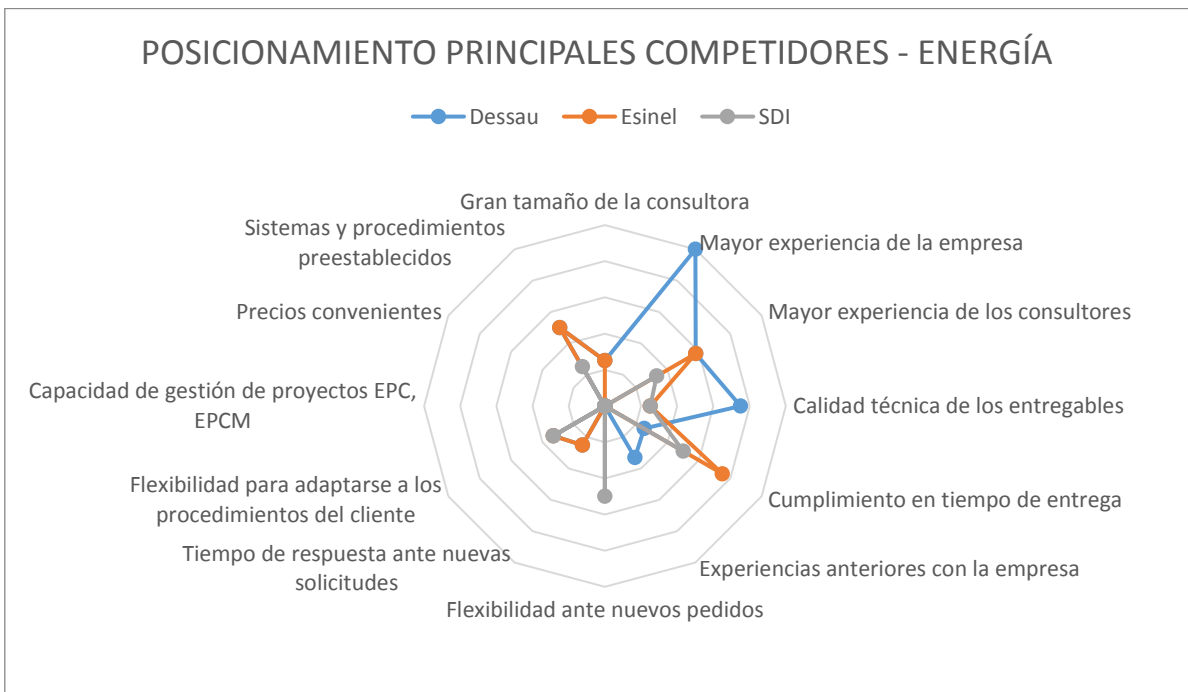 POSICIONAMIENTO PRINCIPALES COMPETIDORES - ENERGÍA
Dessau
Esinel
SDI
Gran tamaño de la consultora
Mayor experiencia de la empresa
Mayor experiencia de los consultores
Calidad técnica de los entregables
Cumplimiento en tiempo de entrega
Experiencias anteriores con la empresa
Flexibilidad ante nuevos pedidos
Tiempo de respuesta ante nuevas
solicitudes
Flexibilidad para adaptarse a los
procedimientos del cliente
Capacidad de gestión de proyectos EPC,
EPCM
Precios convenientes
Sistemas y procedimientos
preestablecidos